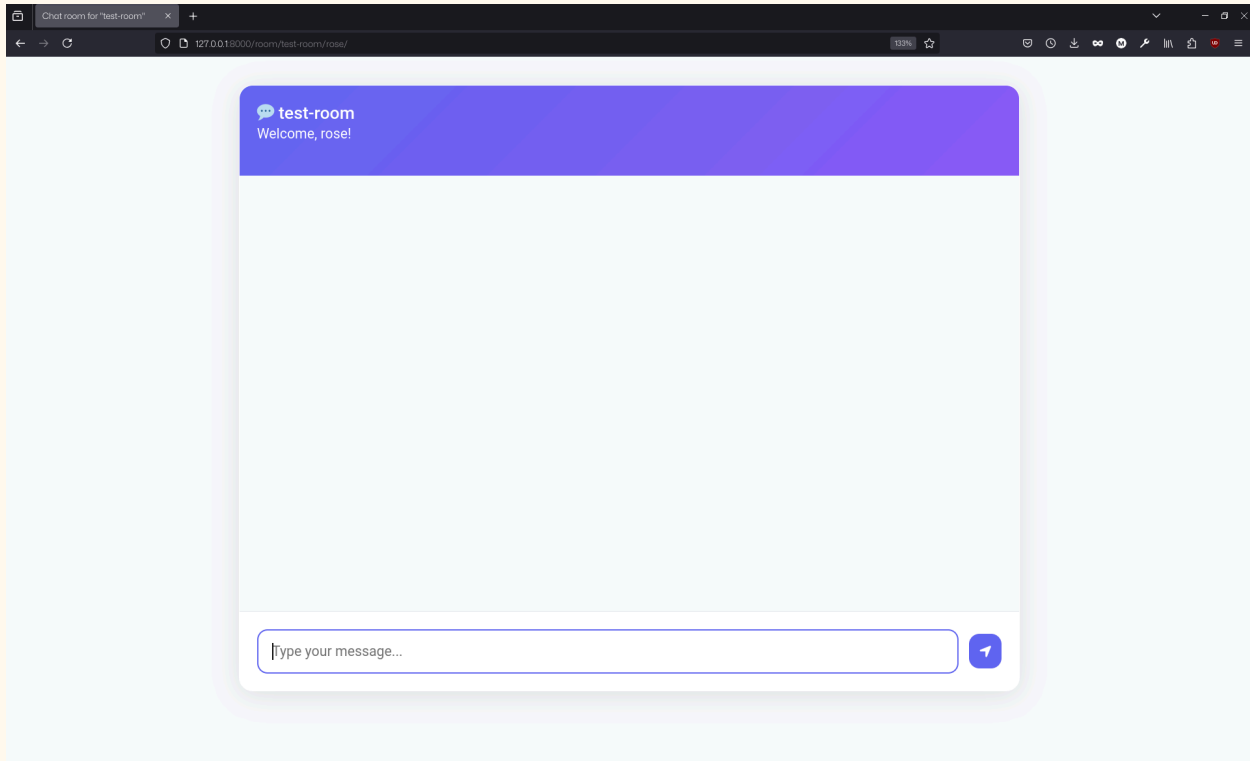 Chat room for "test-room"
127.0.0.1:8000/room/test-room/rose/
133%
test-room
Welcome, rose!
Type your message...